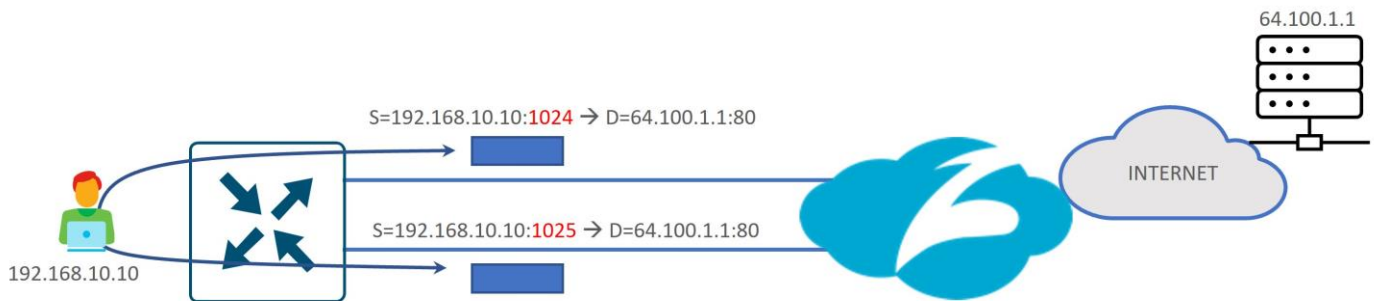 64.100.1.1
S=192.168.10.10:1024 → D=64.100.1.1:80
INTERNET
S=192.168.10.10:1025 → D=64.100.1.1:80
192.168.10.10